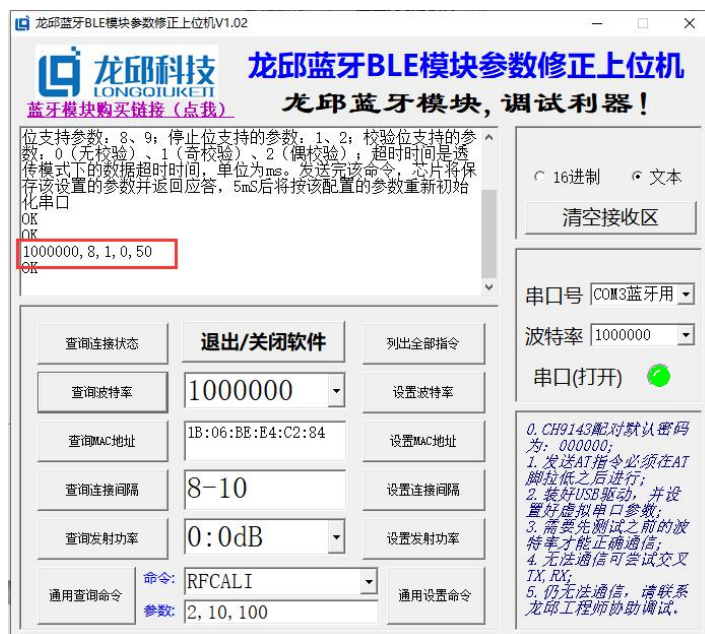 龙邱蓝牙BLE模块参数修正上位机V1.02
龙邱科技
LONGQIUKETI
蓝牙模块购买链接（点我）
龙邱蓝牙BLE模块参数修正上位机
龙邱蓝牙模块,调试利器!
位支持参数：8、9；停止位支持的参数：1、2；校验位支持的参
数：0（无校验）、1（奇校验）、2（偶校验）；超时时间是透
传模式下的数据超时时间，单位为ms。发送完该命令，芯片将保
存该设置的参数并返回应答，5mS后将按该配置的参数重新初始
化串口
OK
OK
1000000,8,1,0,50
OK
16进制
文本
清空接收区
串口号
COM3蓝牙用
波特率
1000000
串口(打开)
查询连接状态
退出/关闭软件
列出全部指令
查询波特率
1000000
设置波特率
查询MAC地址
1B:06:BE:E4:C2:84
设置MAC地址
查询连接间隔
8-10
设置连接间隔
查询发射功率
0:0dB
设置发射功率
通用查询命令
命令:
RFCALI
参数:
2,10,100
通用设置命令
0.CH9143配对默认密码
为：000000;
1.发送AT指令必须在AT
脚拉低之后进行;
2.装好USB驱动，并设
置好虚拟串口参数;
3.需要先测试之前的波
特率才能正确通信;
4.无法通信可尝试交叉
TX,RX;
5.仍无法通信，请联系
龙邱工程师协助调试.